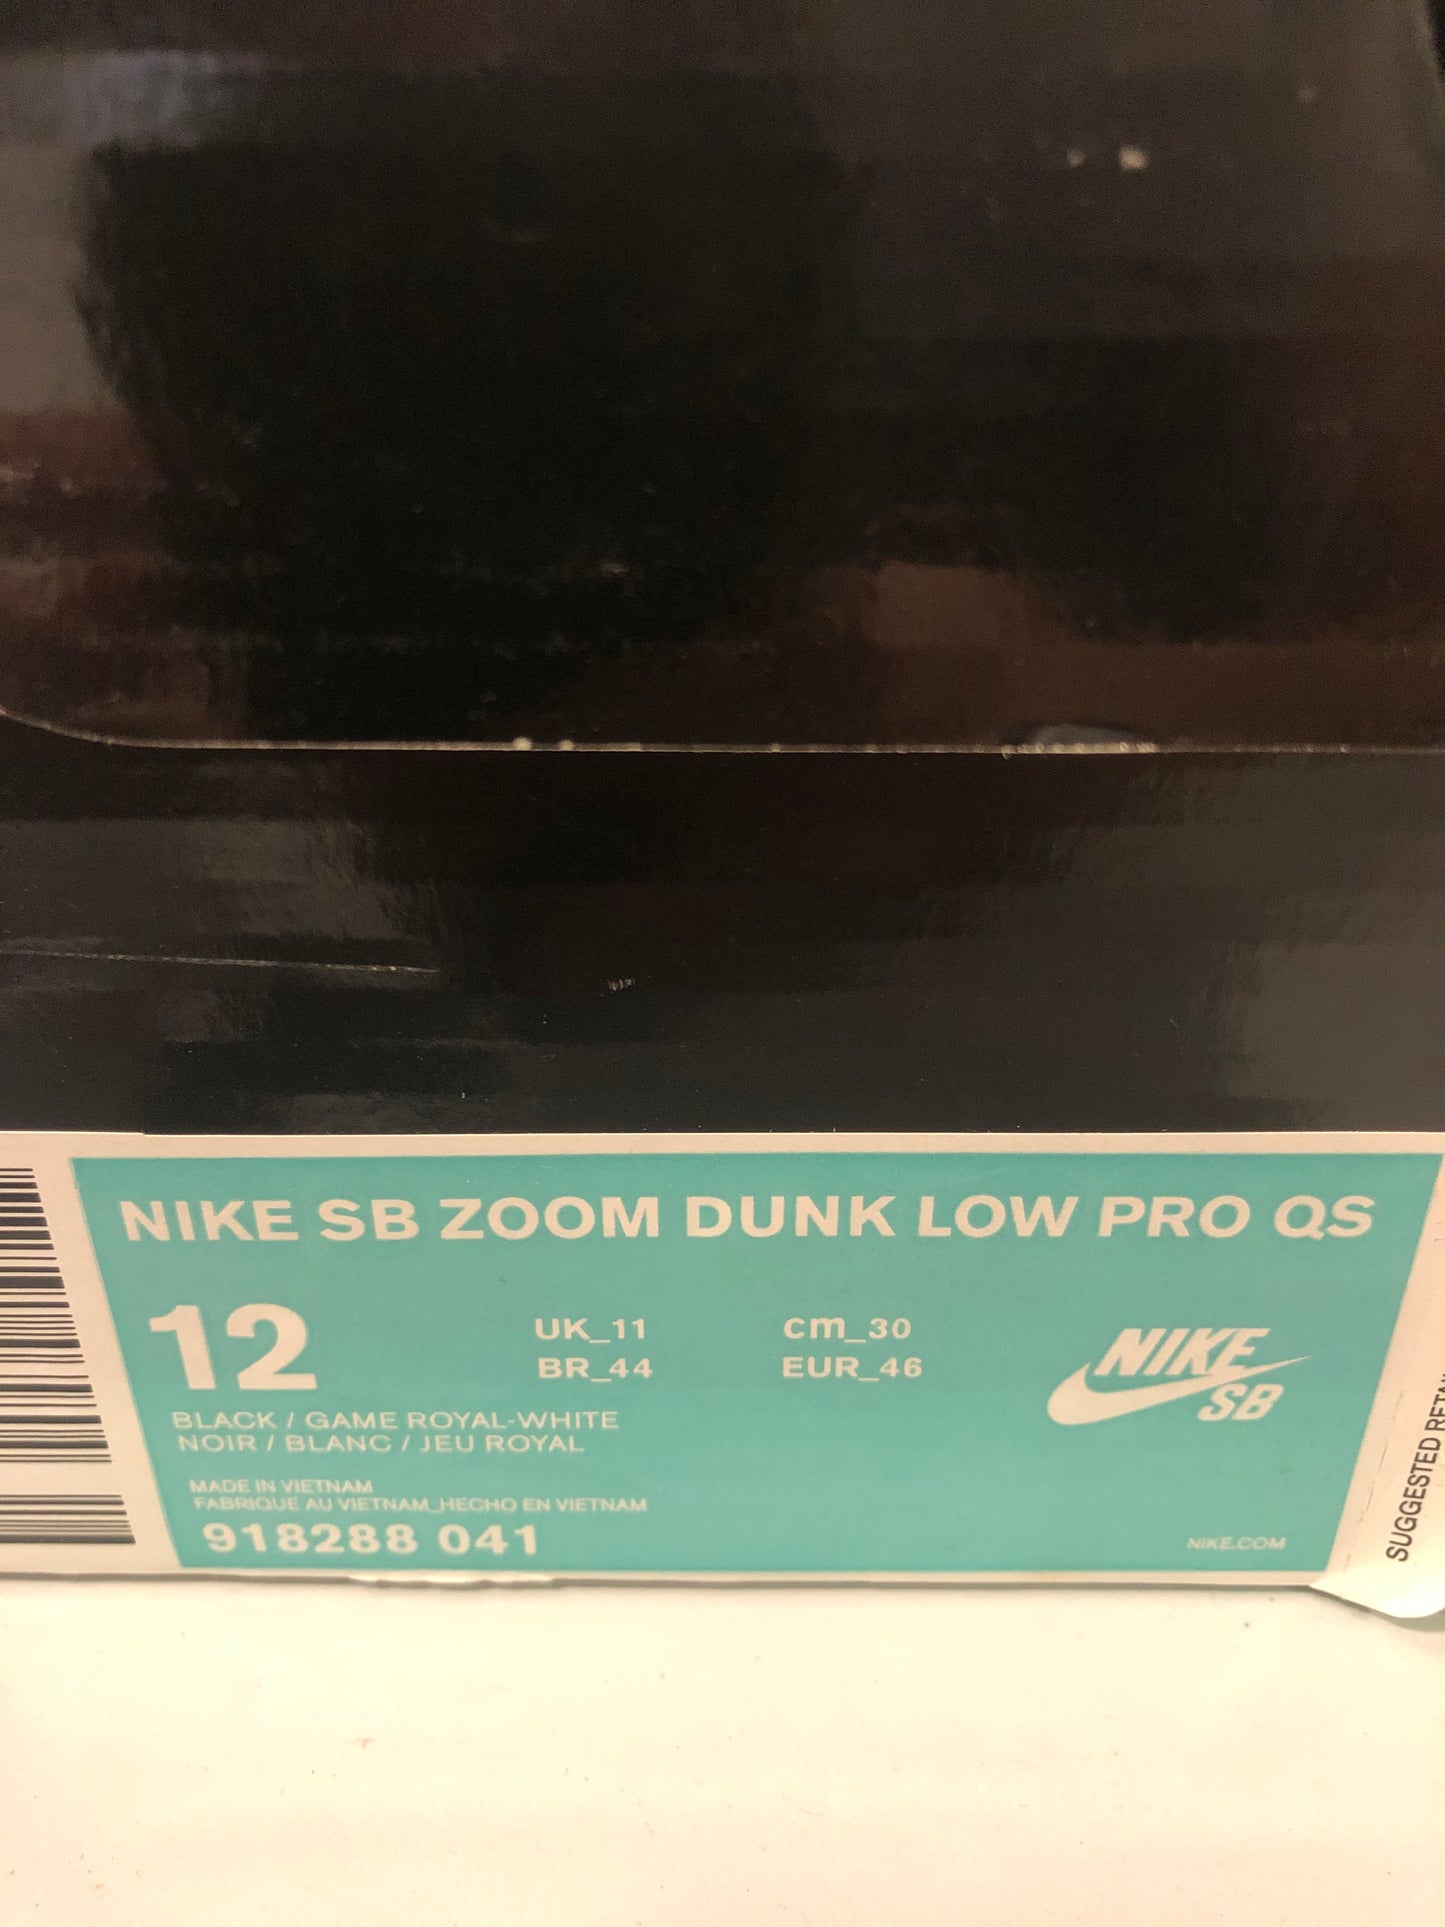 NIKE SB ZOOM DUNK LOW PRO QS
12
UK_11
cm_30
BR_44
EUR_46
NIKE
SB
BLACK / GAME ROYAL-WHITE
NOIR / BLANC / JEU ROYAL
MADE IN VIETNAM
FABRIQUE AU VIETNAM_HECHO EN VIETNAM
918288 041
NIKE.COM
SUGGESTED